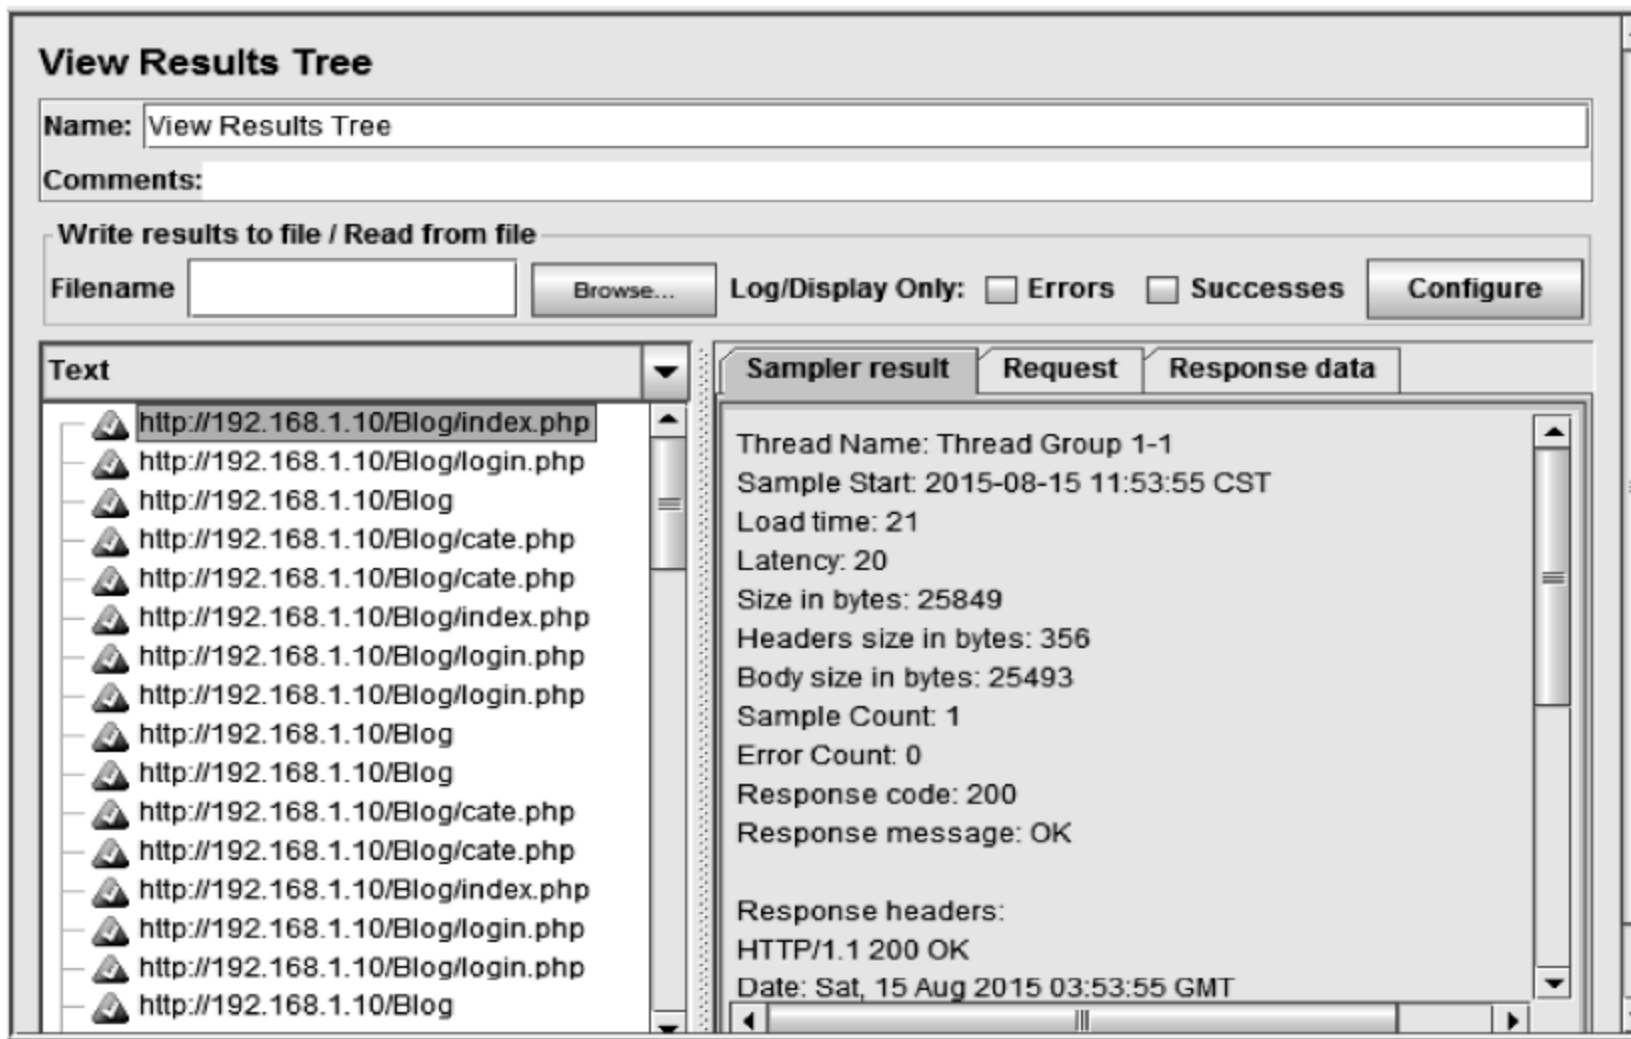 View Results Tree
Name: View Results Tree
Comments:
Write results to file / Read from file
Filename Browse... Log/Display Only: Errors Successes Configure
Text
http://192.168.1.10/Blog/index.php
http://192.168.1.10/Blog/login.php
http://192.168.1.10/Blog
http://192.168.1.10/Blog/cate.php
http://192.168.1.10/Blog/cate.php
http://192.168.1.10/Blog/index.php
http://192.168.1.10/Blog/login.php
http://192.168.1.10/Blog/login.php
http://192.168.1.10/Blog
http://192.168.1.10/Blog
http://192.168.1.10/Blog/cate.php
http://192.168.1.10/Blog/cate.php
http://192.168.1.10/Blog/index.php
http://192.168.1.10/Blog/login.php
http://192.168.1.10/Blog/login.php
http://192.168.1.10/Blog
Sampler result Request Response data
Thread Name: Thread Group 1-1
Sample Start: 2015-08-15 11:53:55 CST
Load time: 21
Latency: 20
Size in bytes: 25849
Headers size in bytes: 356
Body size in bytes: 25493
Sample Count: 1
Error Count: 0
Response code: 200
Response message: OK
Response headers:
HTTP/1.1 200 OK
Date: Sat, 15 Aug 2015 03:53:55 GMT